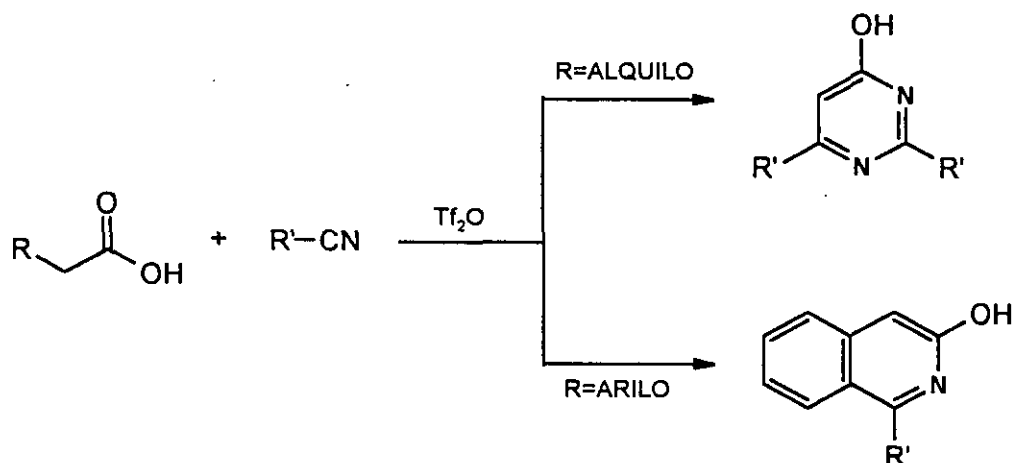 OH
R=ALQUILO
N
R'
N
R'
O
R
OH
+
R'—CN
Tf₂O
OH
R=ARILO
N
R'